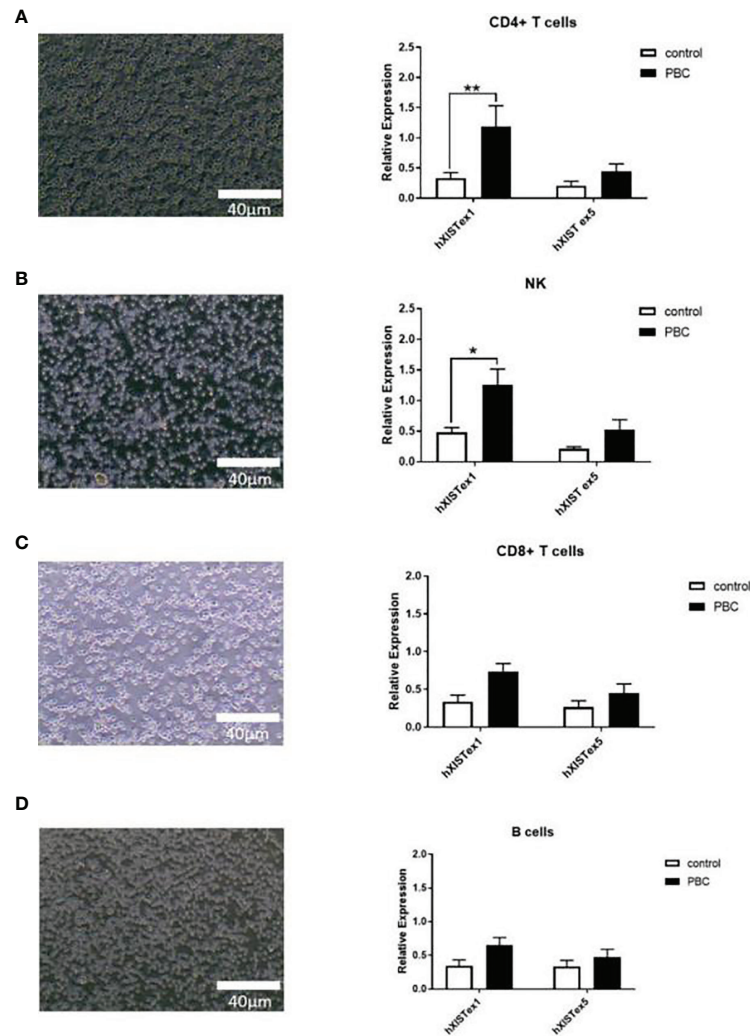 A
40µm
CD4+ T cells
Relative Expression
2.5
2.0
1.5
1.0
0.5
0.0
**
hXISTex1
hXIST ex5
control
PBC
B
40µm
NK
Relative Expression
2.5
2.0
1.5
1.0
0.5
0.0
*
hXISTex1
hXIST ex5
control
PBC
C
40µm
CD8+ T cells
Relative Expression
2.0
1.5
1.0
0.5
0.0
hXISTex1
hXISTex5
control
PBC
D
40µm
B cells
Relative Expression
2.0
1.5
1.0
0.5
0.0
hXISTex1
hXISTex5
control
PBC